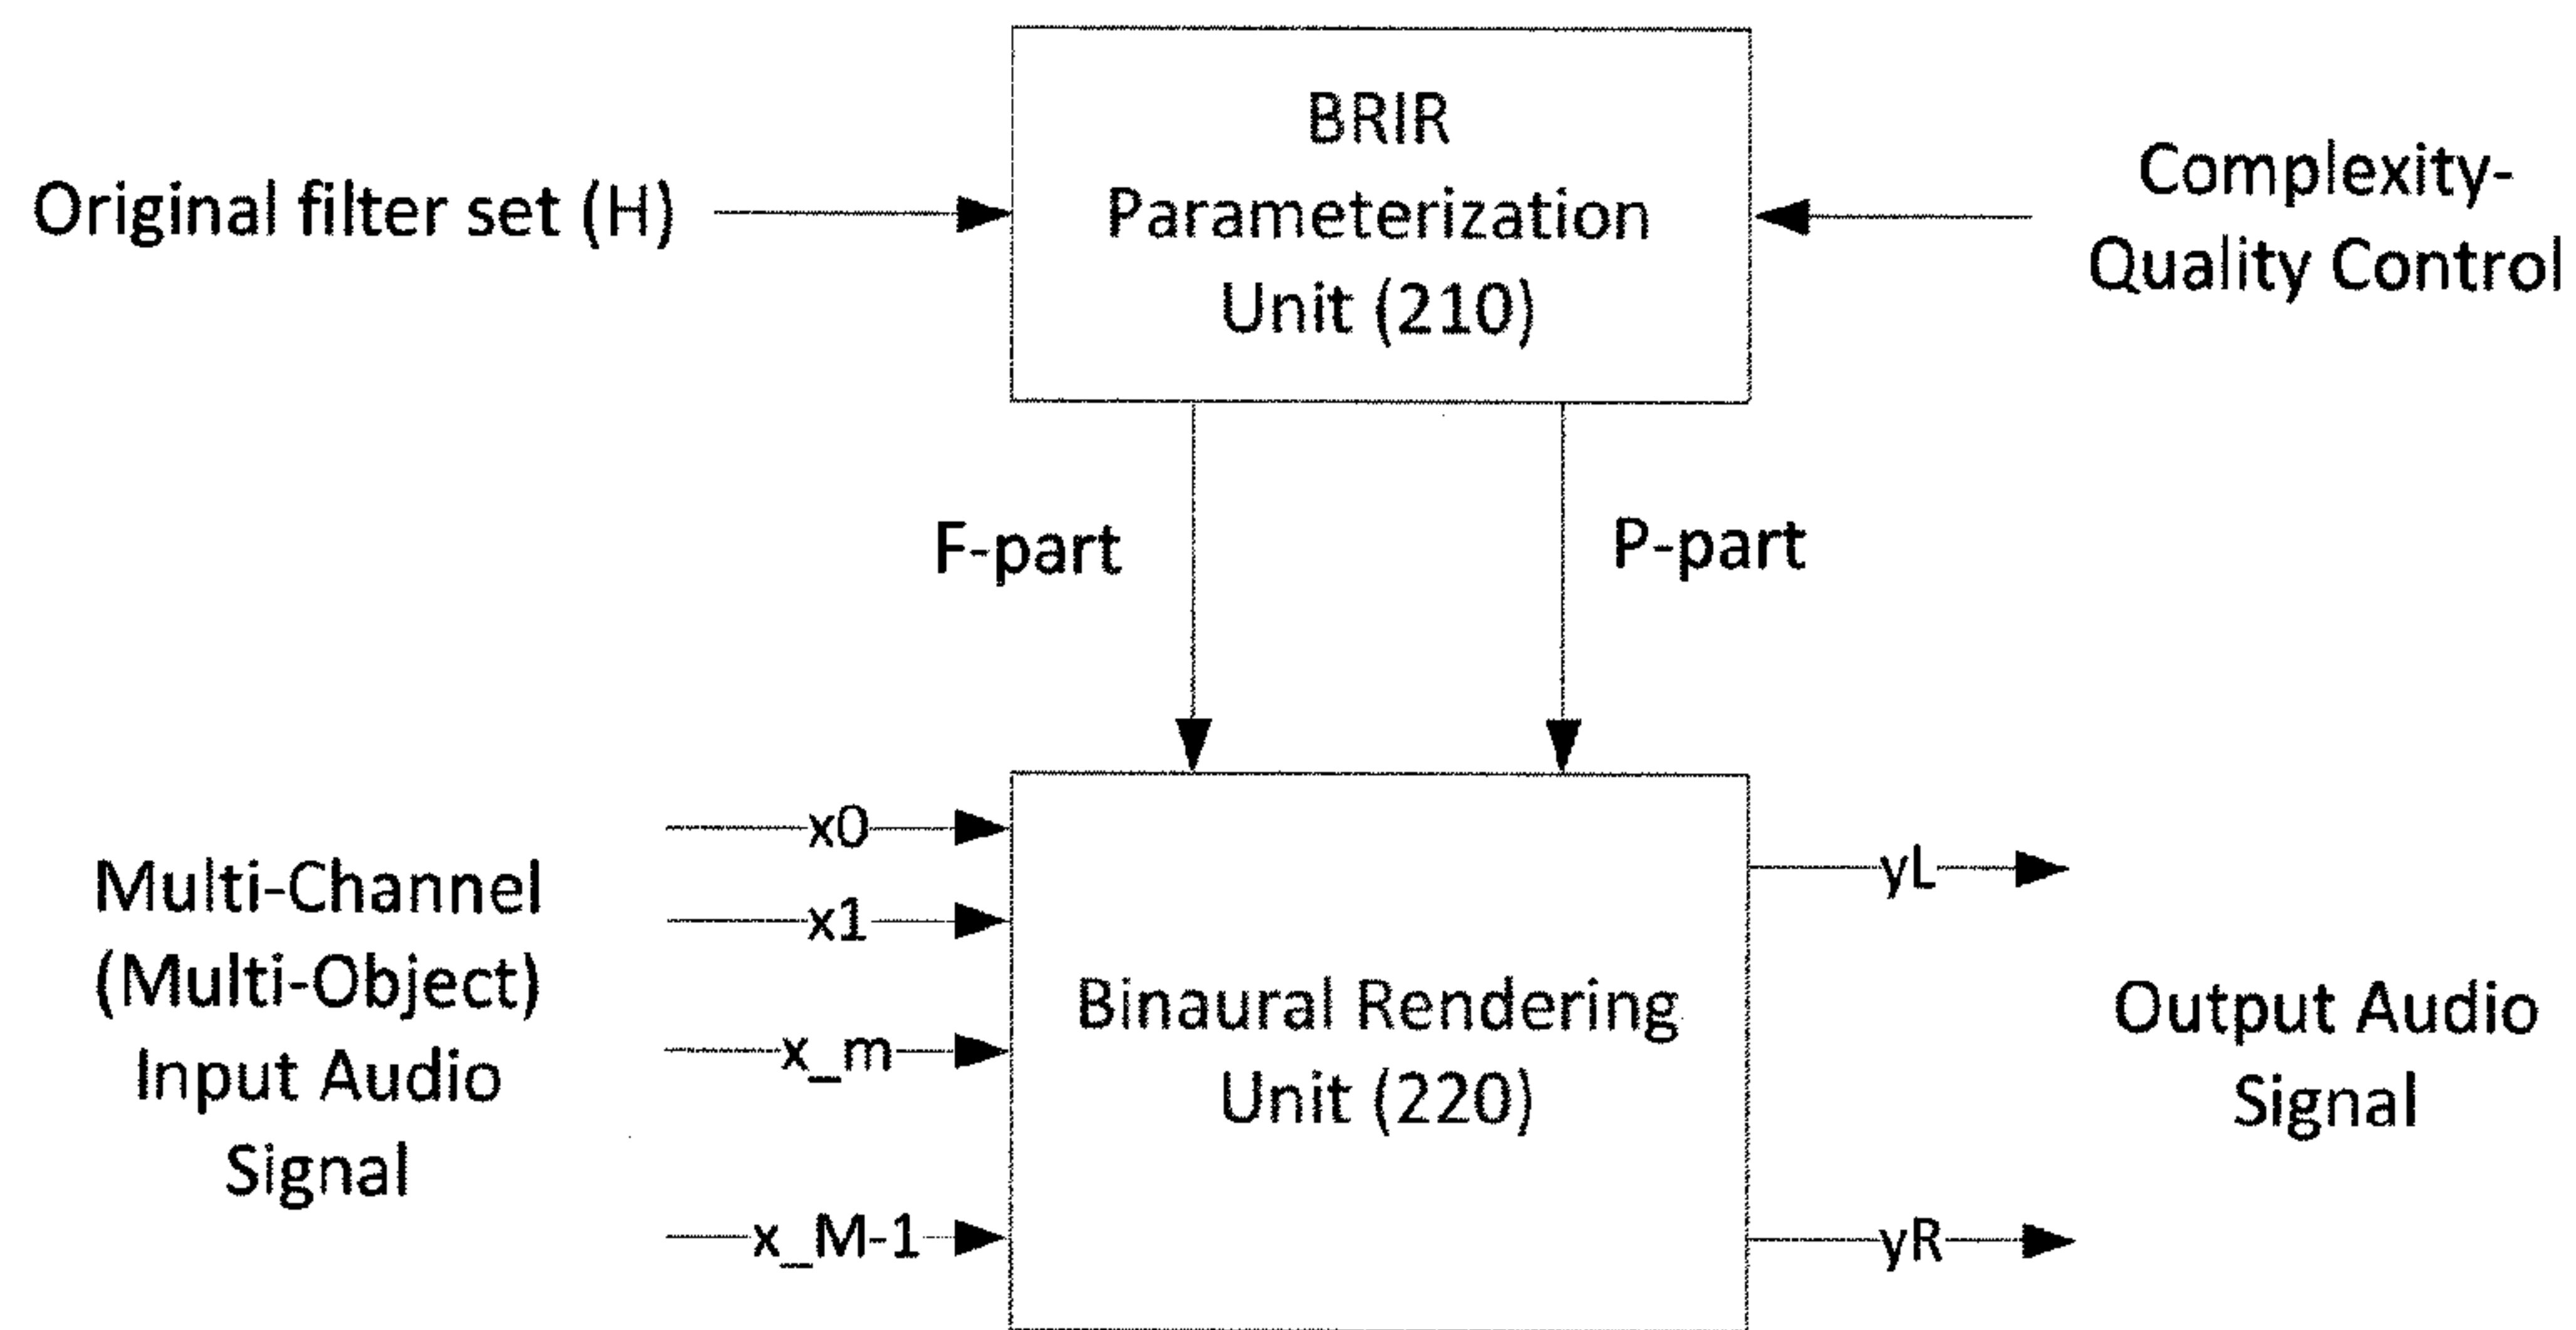 BRIR
Parameterization
Unit (210)
Original filter set (H)
Complexity-
Quality Control
F-part
P-part
Multi-Channel
(Multi-Object)
Input Audio
Signal
x0
x1
x_m
x_M-1
Binaural Rendering
Unit (220)
yL
yR
Output Audio
Signal